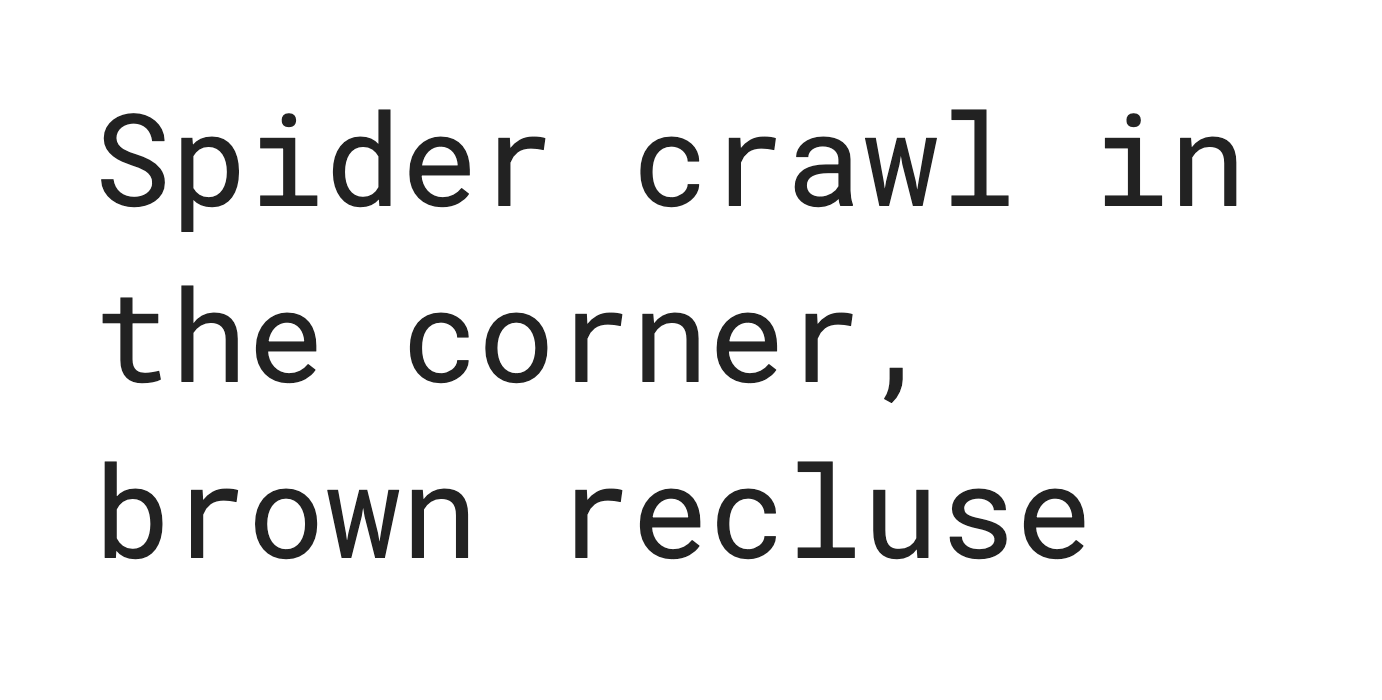 Spider crawl in
the corner,
brown recluse